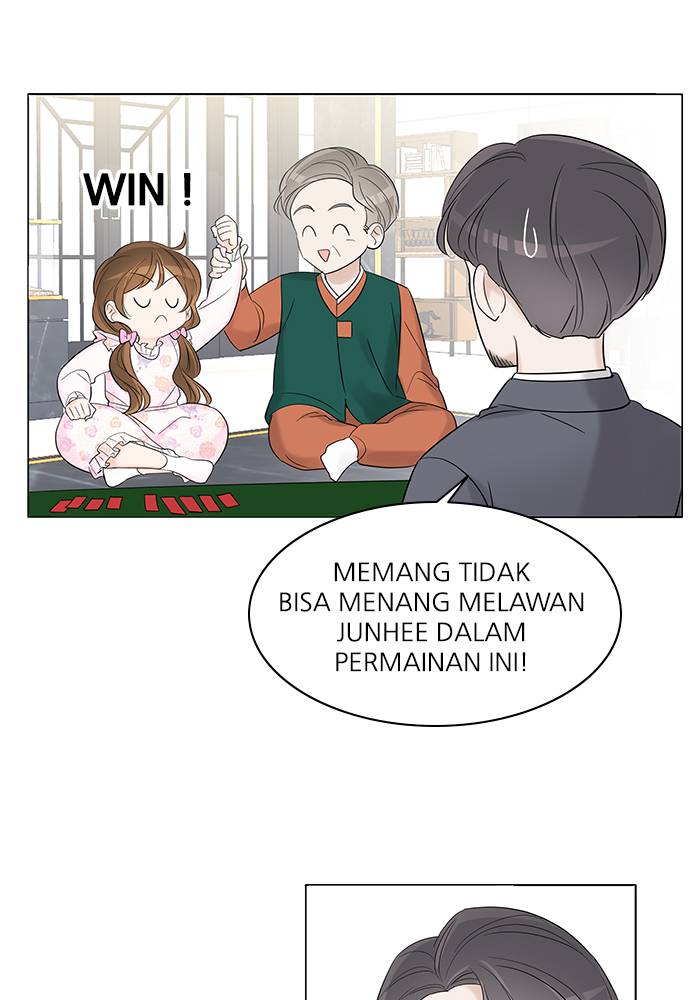 WIN !
MEMANG TIDAK
BISA MENANG MELAWAN
JUNHEE DALAM
PERMAINAN INI!